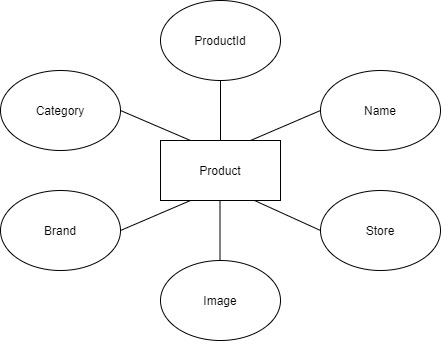 ProductId
Category
Name
Product
Brand
Store
Image